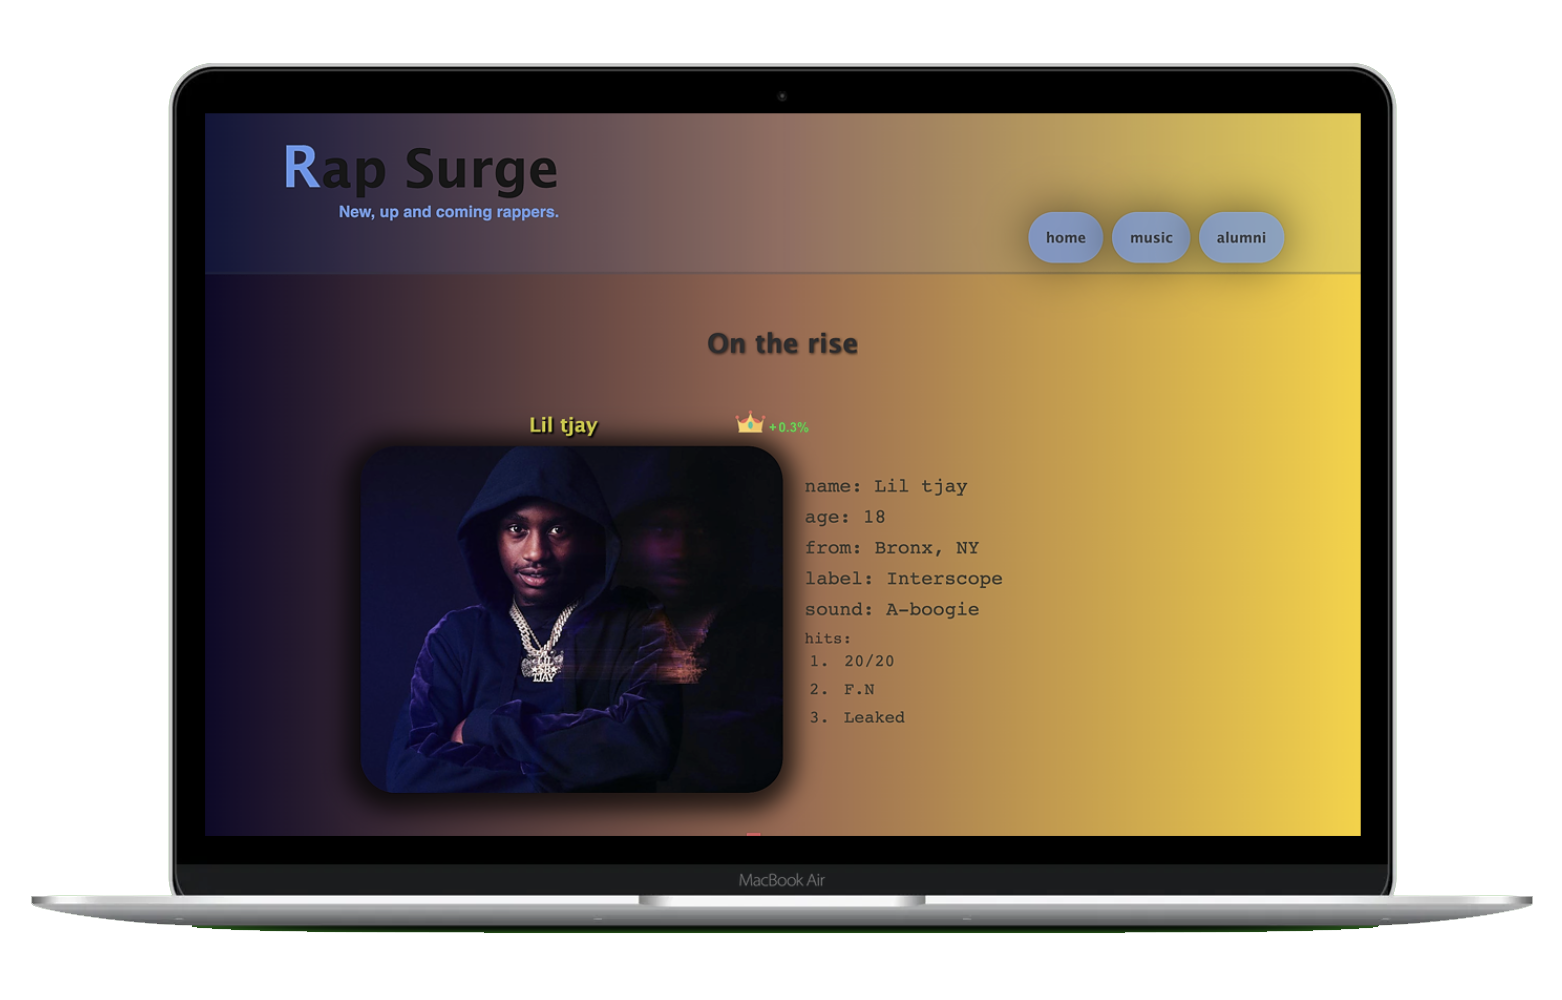 Rap Surge
New, up and coming rappers.
home music alumni
On the rise
Lil tjay
+0.3%
name: Lil tjay
age: 18
from: Bronx, NY
label: Interscope
sound: A-boogie
hits:
1. 20/20
2. F.N
3. Leaked
LIL
TJAY
MacBook Air